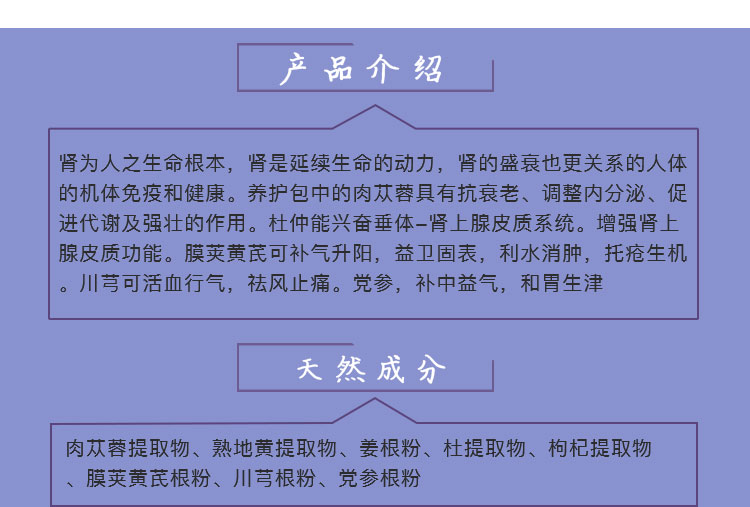 产品介绍
肾为人之生命根本，肾是延续生命的动力，肾的盛衰也更关系的人体
的机体免疫和健康。养护包中的肉苁蓉具有抗衰老、调整内分泌、促
进代谢及强壮的作用。杜仲能兴奋垂体-肾上腺皮质系统。增强肾上
腺皮质功能。膜荚黄芪可补气升阳，益卫固表，利水消肿，托疮生机
。川芎可活血行气，祛风止痛。党参，补中益气，和胃生津
天然成分
肉苁蓉提取物、熟地黄提取物、姜根粉、杜提取物、枸杞提取物
、膜荚黄芪根粉、川芎根粉、党参根粉